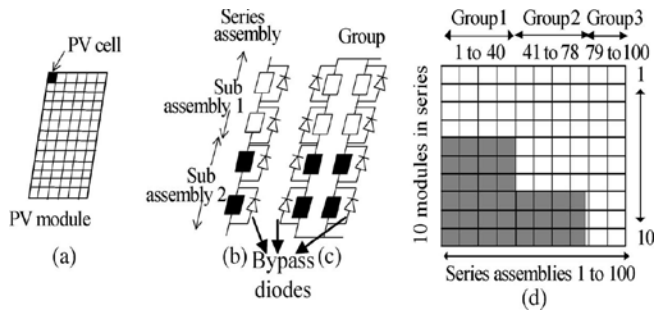 PV cell
PV module
(a)
Series
assembly
Sub
assembly 1
Sub
assembly 2
(b)
Group
(c)
Bypass
diodes
Group1
Group2
Group3
1 to 40
41 to 78
79 to 100
10 modules in series
1
10
Series assemblies 1 to 100
(d)